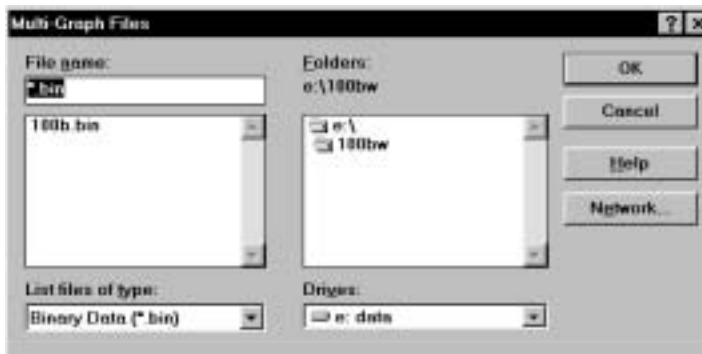 Multi-Graph Files
File name:
*.bin
100b.bin
List files of type:
Binary Data (*.bin)
Folders:
e:\100bw
e:\
100bw
Drives:
e: data
OK
Cancel
Help
Network...